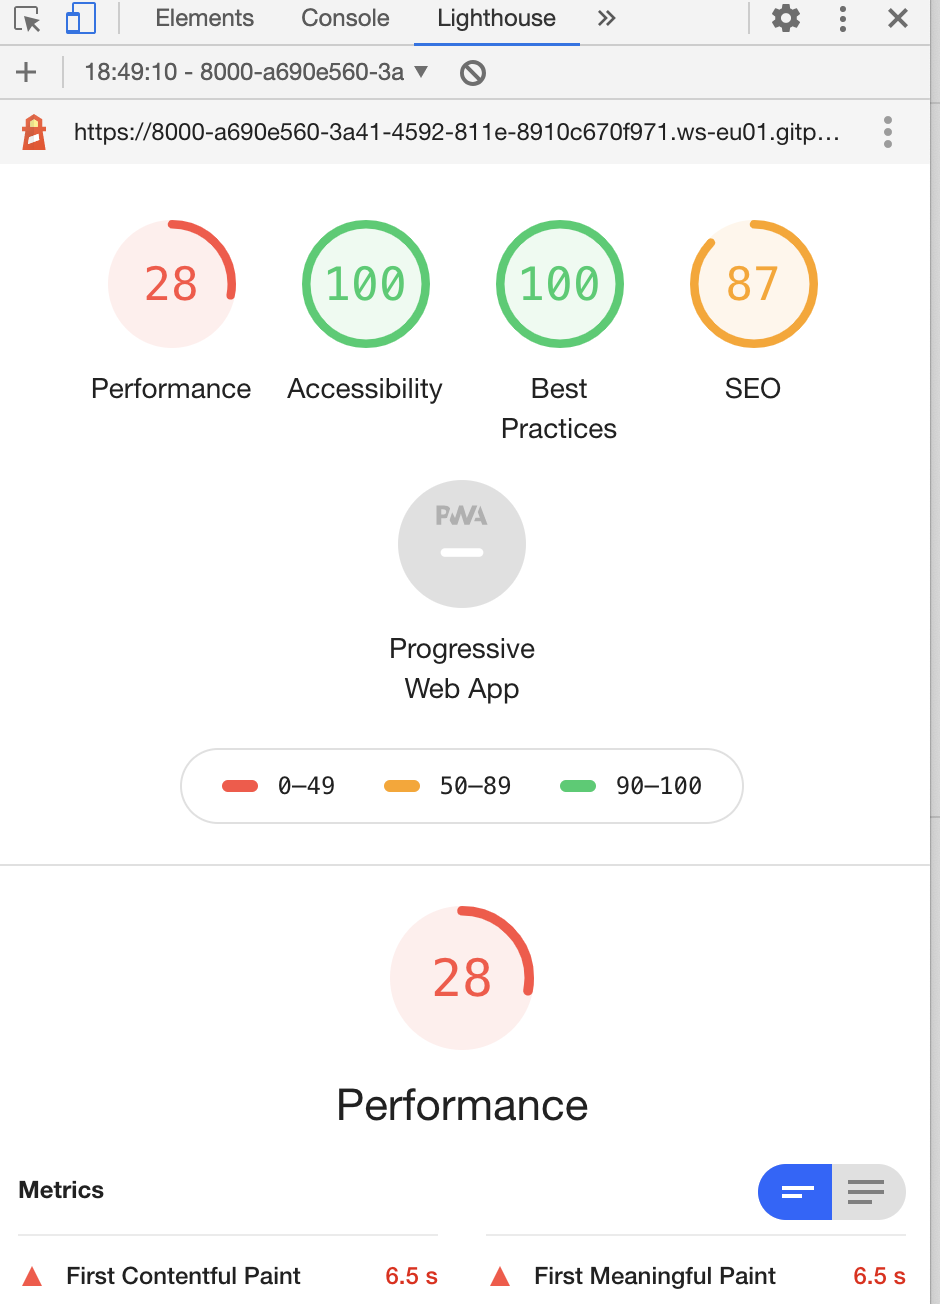 Elements Console Lighthouse
18:49:10 - 8000-a690e560-3a
https://8000-a690e560-3a41-4592-811e-8910c670f971.ws-eu01.gitp…
28 100 100 87
Performance Accessibility Best Practices SEO
PWA
Progressive
Web App
0–49 50–89 90–100
28
Performance
Metrics
First Contentful Paint 6.5 s First Meaningful Paint 6.5 s